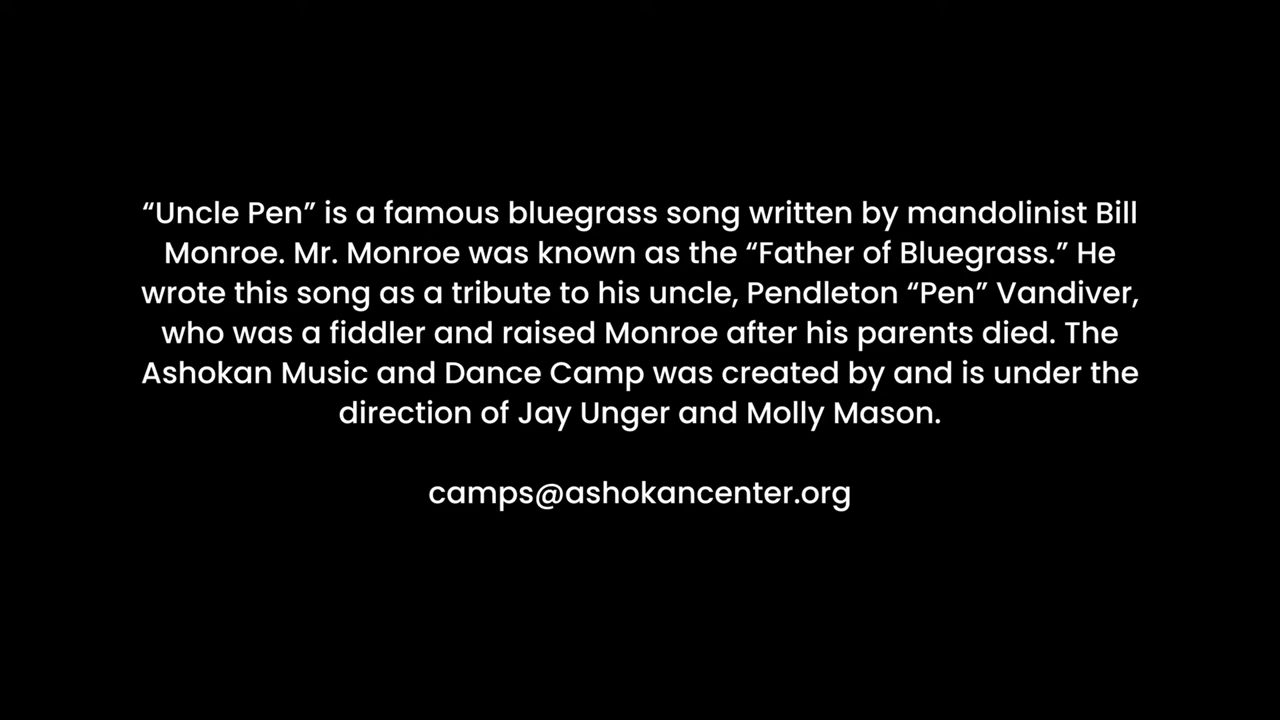 “Uncle Pen” is a famous bluegrass song written by mandolinist Bill
Monroe. Mr. Monroe was known as the “Father of Bluegrass.” He
wrote this song as a tribute to his uncle, Pendleton “Pen” Vandiver,
who was a fiddler and raised Monroe after his parents died. The
Ashokan Music and Dance Camp was created by and is under the
direction of Jay Unger and Molly Mason.
camps@ashokancenter.org